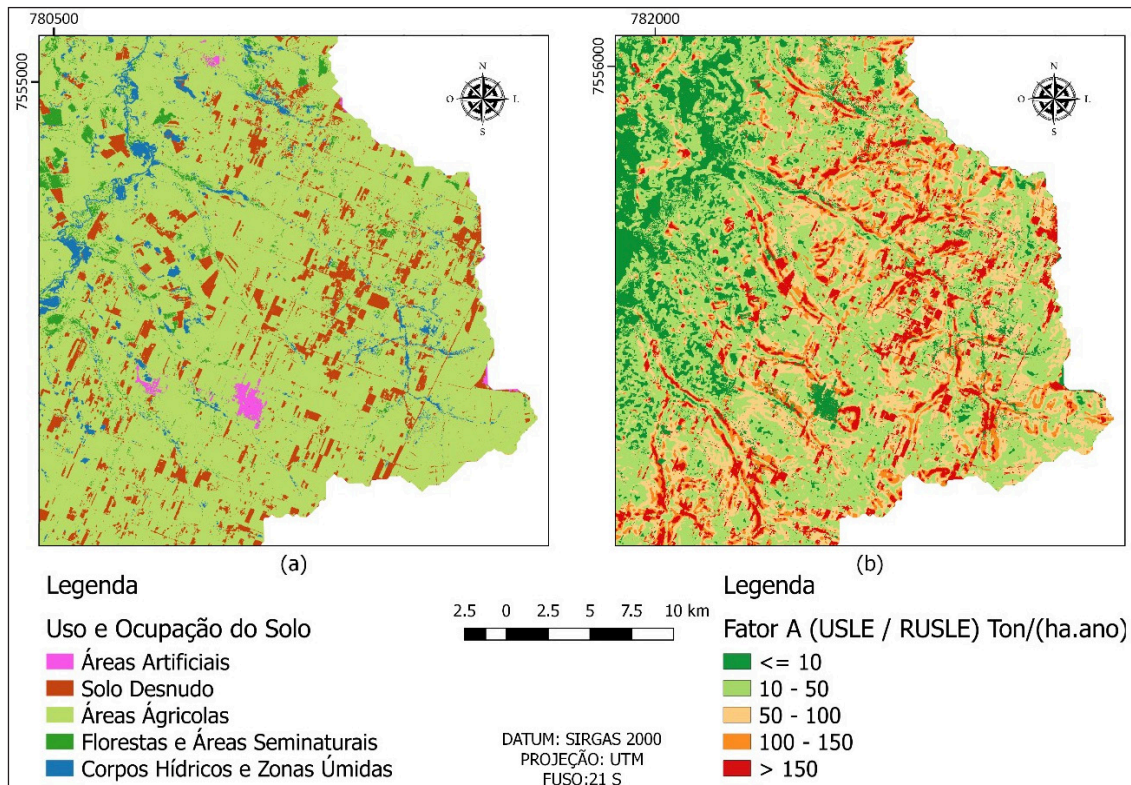 780500
782000
7555000
7556000
N
O L
S
N
O L
S
(a)
(b)
Legenda
Uso e Ocupação do Solo
Áreas Artificiais
Solo Desnudo
Áreas Ágricolas
Florestas e Áreas Seminaturais
Corpos Hídricos e Zonas Úmidas
2.5 0 2.5 5 7.5 10 km
DATUM: SIRGAS 2000
PROJEÇÃO: UTM
FUSO:21 S
Legenda
Fator A (USLE / RUSLE) Ton/(ha.ano)
<= 10
10 - 50
50 - 100
100 - 150
> 150